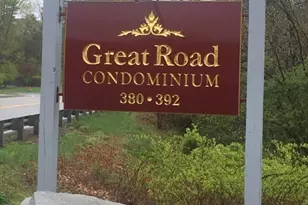 Great Road
CONDOMINIUM
380 • 392